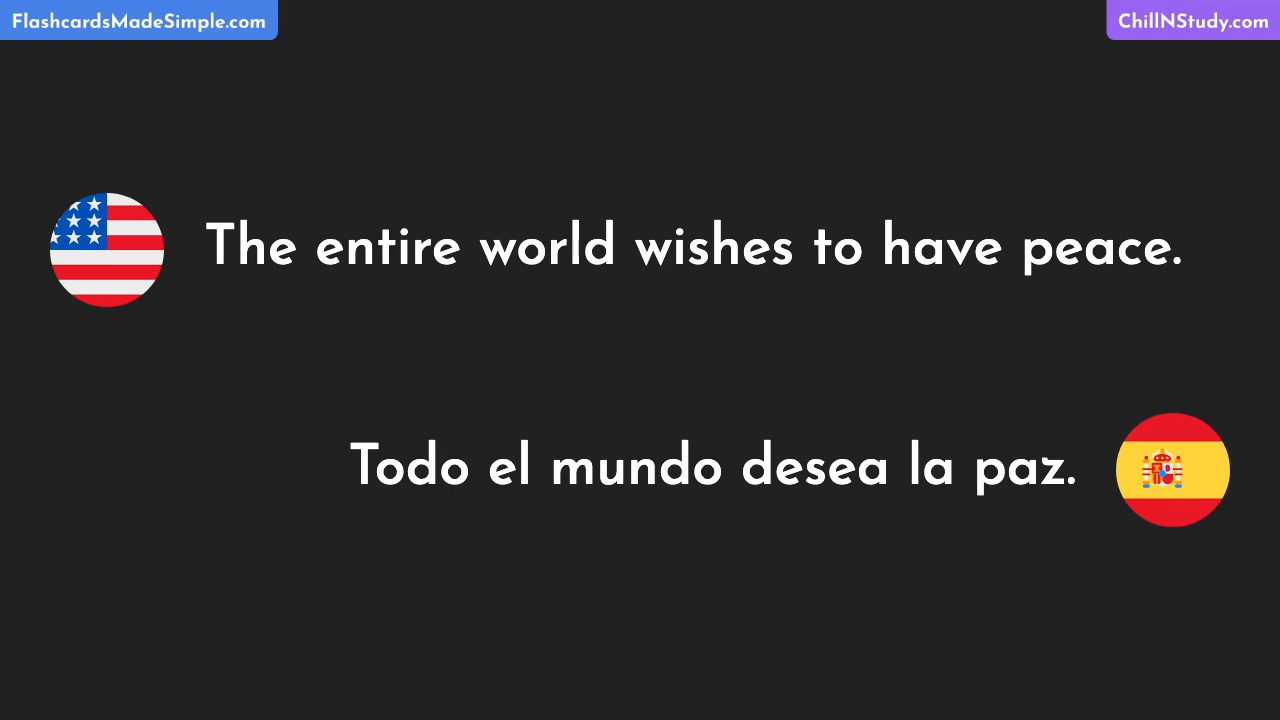 FlashcardsMadeSimple.com
ChillNStudy.com
The entire world wishes to have peace.
Todo el mundo desea la paz.